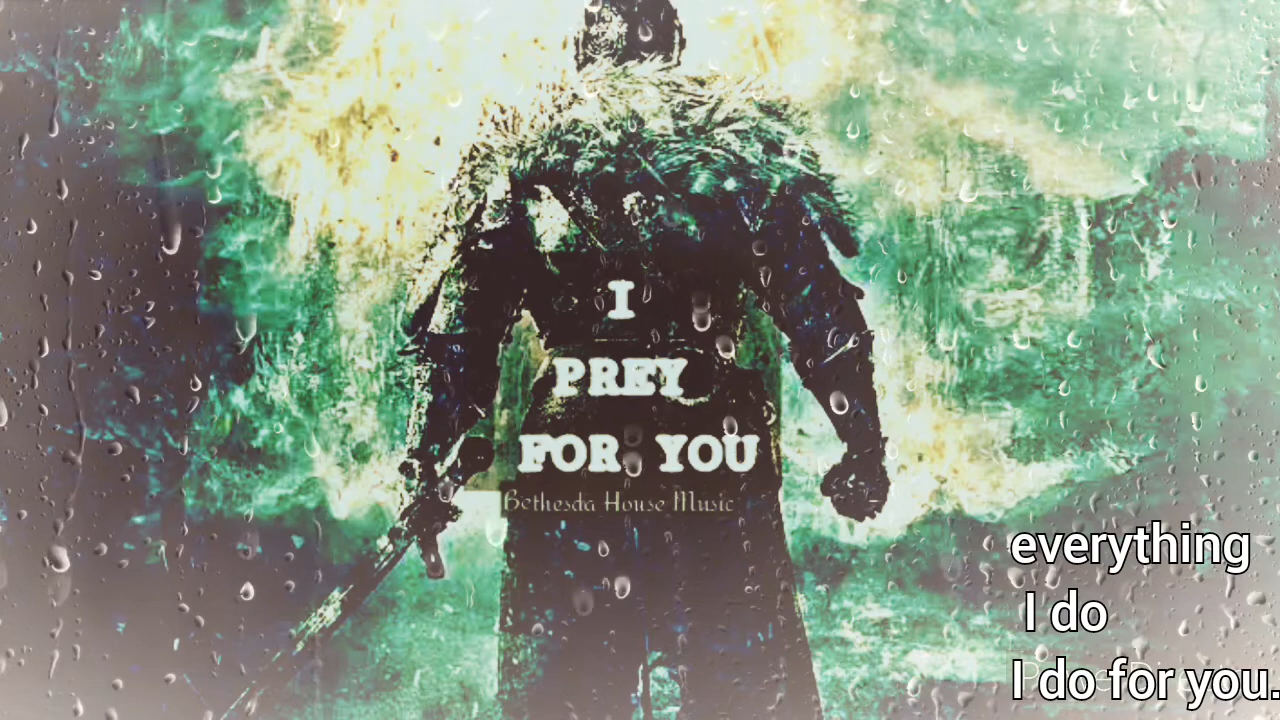 I
PREY
FOR YOU
Bethesda House Music
everything
I do
I do for you.